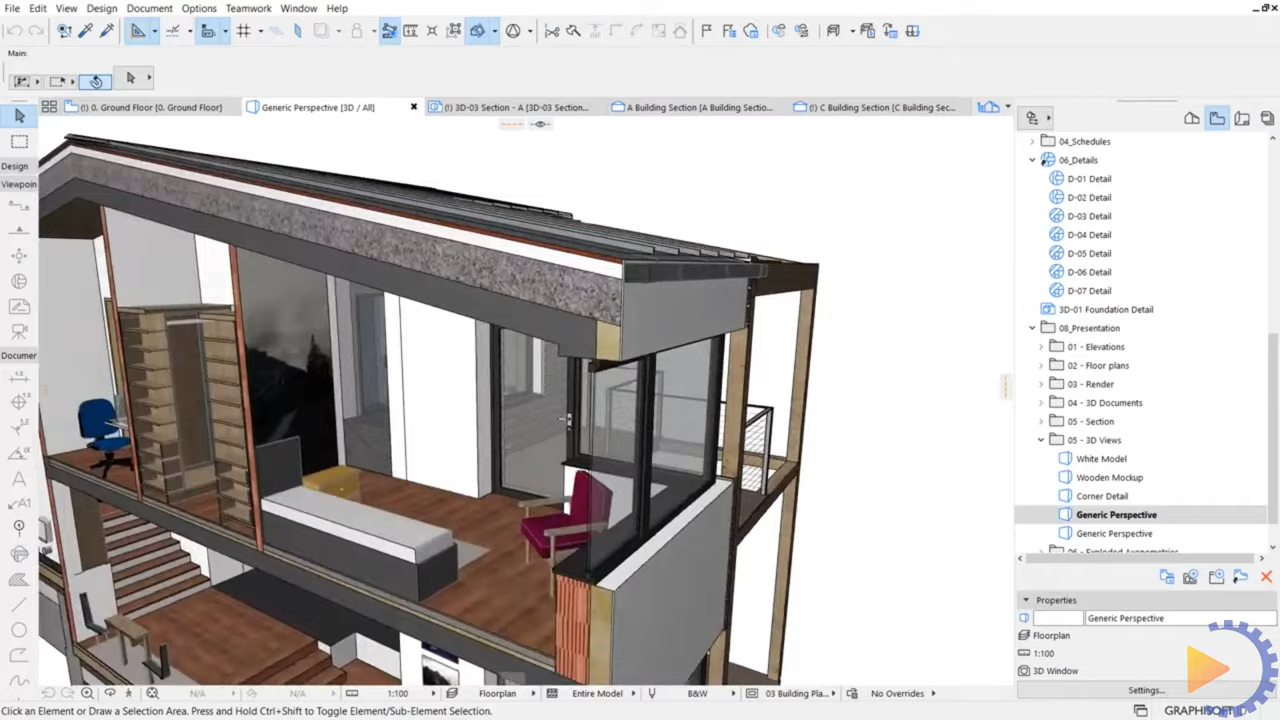 File Edit View Design Document Options Teamwork Window Help
Main:
(!) 0. Ground Floor [0. Ground Floor]
Generic Perspective [3D / All]
(!) 3D-03 Section - A [3D-03 Section...
A Building Section [A Building Sectio...
(!) C Building Section [C Building Sec...
Design
Viewpoin
Documer
A
A1
04_Schedules
06_Details
D-01 Detail
D-02 Detail
D-03 Detail
D-04 Detail
D-05 Detail
D-06 Detail
D-07 Detail
3D-01 Foundation Detail
08_Presentation
01 - Elevations
02 - Floor plans
03 - Render
04 - 3D Documents
05 - Section
05 - 3D Views
White Model
Wooden Mockup
Corner Detail
Generic Perspective
Generic Perspective
06 - Exploded Axonometries
Properties
Generic Perspective
Floorplan
1:100
3D Window
Settings...
N/A
N/A
1:100
Floorplan
Entire Model
B&W
03 Building Pla...
No Overrides
Click an Element or Draw a Selection Area. Press and Hold Ctrl+Shift to Toggle Element/Sub-Element Selection.
GRAPHISOFT